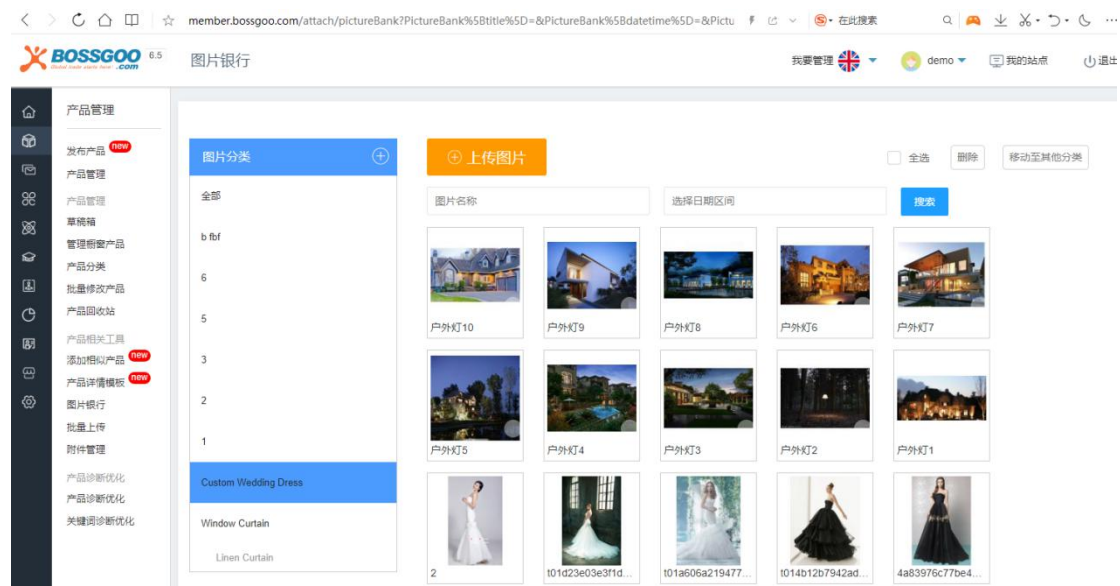 member.bossgoo.com/attach/pictureBank?PictureBank%5Btitle%5D=&PictureBank%5Bdatetime%5D=&Pictu
在此搜索
BOSSGOO 6.5
.com
图片银行
我要管理
demo
我的站点
退出
产品管理
发布产品 new
产品管理
产品管理
草稿箱
管理橱窗产品
产品分类
批量修改产品
产品回收站
产品相关工具
添加相似产品 new
产品详情模板 new
图片银行
批量上传
附件管理
产品诊断优化
产品诊断优化
关键词诊断优化
图片分类
全部
b fbf
6
5
3
2
1
Custom Wedding Dress
Window Curtain
Linen Curtain
上传图片
全选
删除
移动至其他分类
图片名称
选择日期区间
搜索
户外灯10
户外灯9
户外灯8
户外灯6
户外灯7
户外灯5
户外灯4
户外灯3
户外灯2
户外灯1
2
t01d23e03e3f1d...
t01a606a219477...
t014b12b7942ad...
4a83976c77be4...